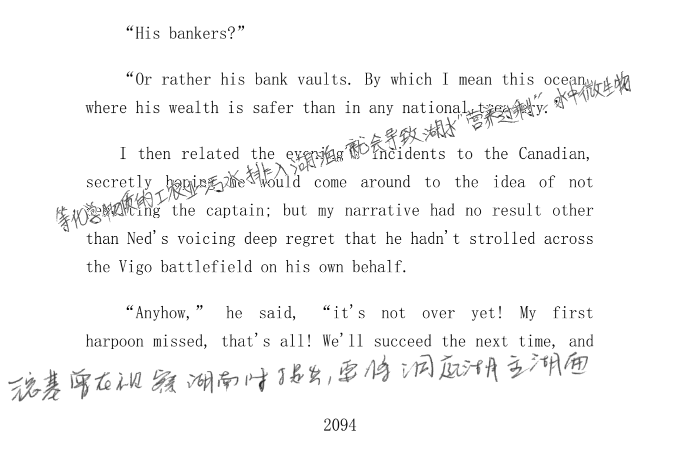 “His bankers?”
“Or rather his bank vaults. By which I mean this ocean,
where his wealth is safer than in any national treasury.”
I then related the evening's incidents to the Canadian,
secretly hoping he would come around to the idea of not
deserting the captain; but my narrative had no result other
than Ned's voicing deep regret that he hadn't strolled across
the Vigo battlefield on his own behalf.
“Anyhow,” he said, “it's not over yet! My first
harpoon missed, that's all! We'll succeed the next time, and
等化学物质的工农业污水排入湖泊,就会导致湖水“营养过剩”,水中微生物
镕基曾在视察湖南时指出,要将洞庭湖主湖面
2094